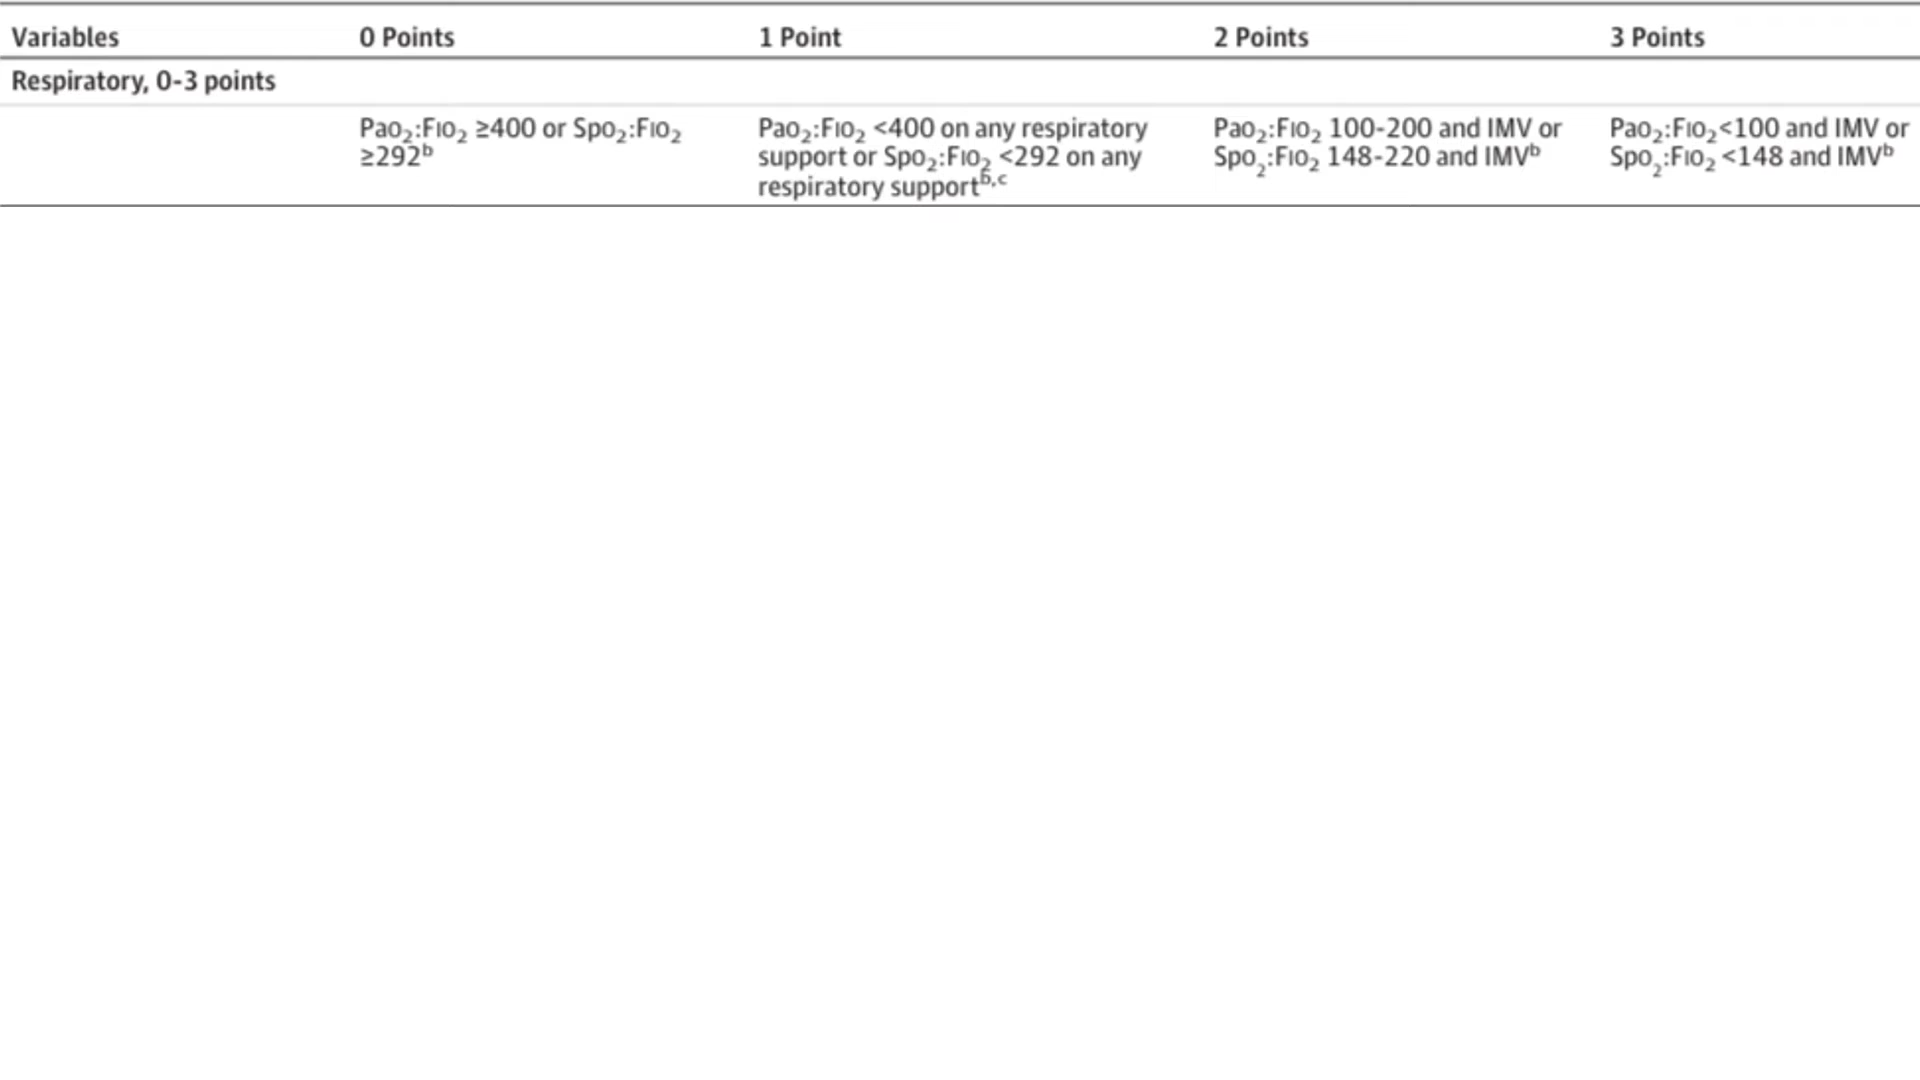 Variables 0 Points 1 Point 2 Points 3 Points
Respiratory, 0-3 points
Pao₂:Fio₂ ≥400 or Spo₂:Fio₂
≥292ᵇ
Pao₂:Fio₂ <400 on any respiratory
support or Spo₂:Fio₂ <292 on any
respiratory supportᵇ,ᶜ
Pao₂:Fio₂ 100-200 and IMV or
Spo₂:Fio₂ 148-220 and IMVᵇ
Pao₂:Fio₂<100 and IMV or
Spo₂:Fio₂ <148 and IMVᵇ